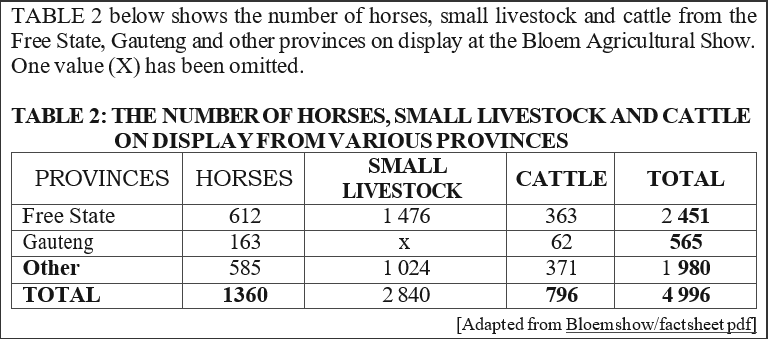 TABLE 2 below shows the number of horses, small livestock and cattle from the
Free State, Gauteng and other provinces on display at the Bloem Agricultural Show.
One value (X) has been omitted.
TABLE 2: THE NUMBER OF HORSES, SMALL LIVESTOCK AND CATTLE
ON DISPLAY FROM VARIOUS PROVINCES
PROVINCES HORSES SMALL LIVESTOCK CATTLE TOTAL
Free State 612 1 476 363 2 451
Gauteng 163 x 62 565
Other 585 1 024 371 1 980
TOTAL 1360 2 840 796 4 996
[Adapted from Bloemshow/factsheet pdf]